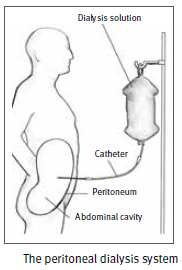 Dialysis solution
Catheter
Peritoneum
Abdominal cavity
The peritoneal dialysis system